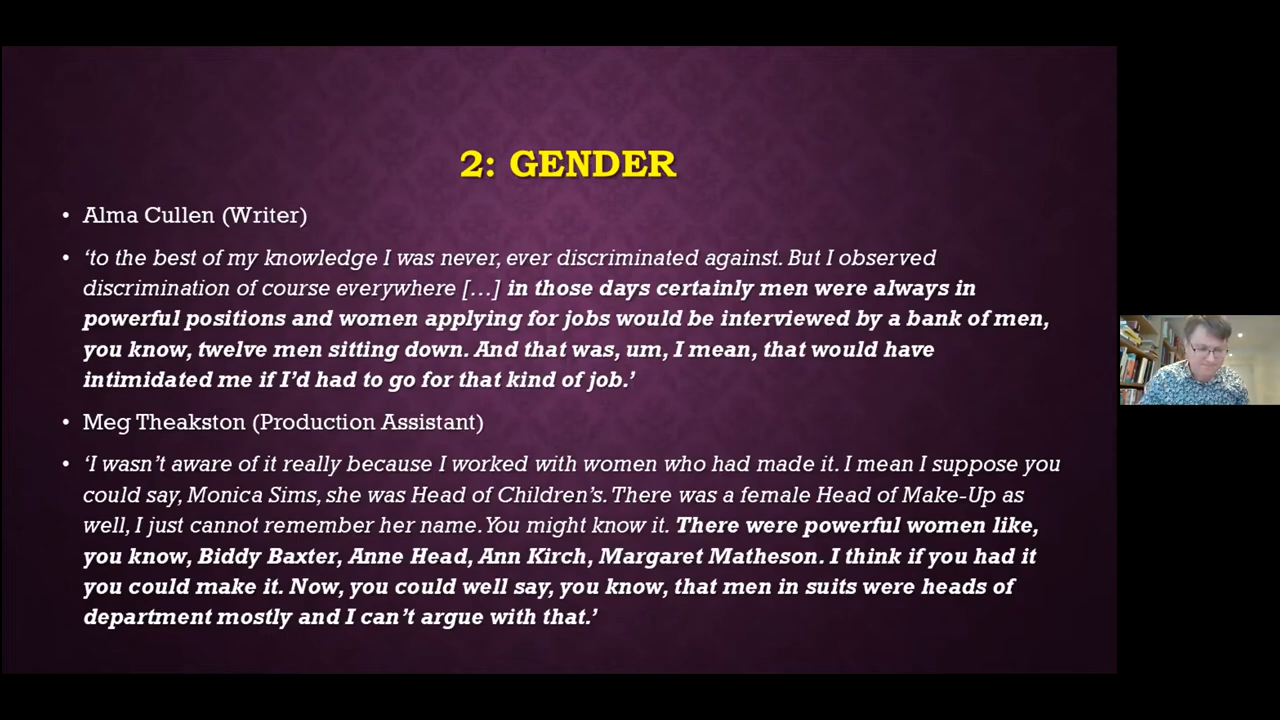 2: GENDER
• Alma Cullen (Writer)
• ‘to the best of my knowledge I was never, ever discriminated against. But I observed
discrimination of course everywhere […] in those days certainly men were always in
powerful positions and women applying for jobs would be interviewed by a bank of men,
you know, twelve men sitting down. And that was, um, I mean, that would have
intimidated me if I’d had to go for that kind of job.’
• Meg Theakston (Production Assistant)
• ‘I wasn’t aware of it really because I worked with women who had made it. I mean I suppose you
could say, Monica Sims, she was Head of Children’s. There was a female Head of Make-Up as
well, I just cannot remember her name. You might know it. There were powerful women like,
you know, Biddy Baxter, Anne Head, Ann Kirch, Margaret Matheson. I think if you had it
you could make it. Now, you could well say, you know, that men in suits were heads of
department mostly and I can’t argue with that.’